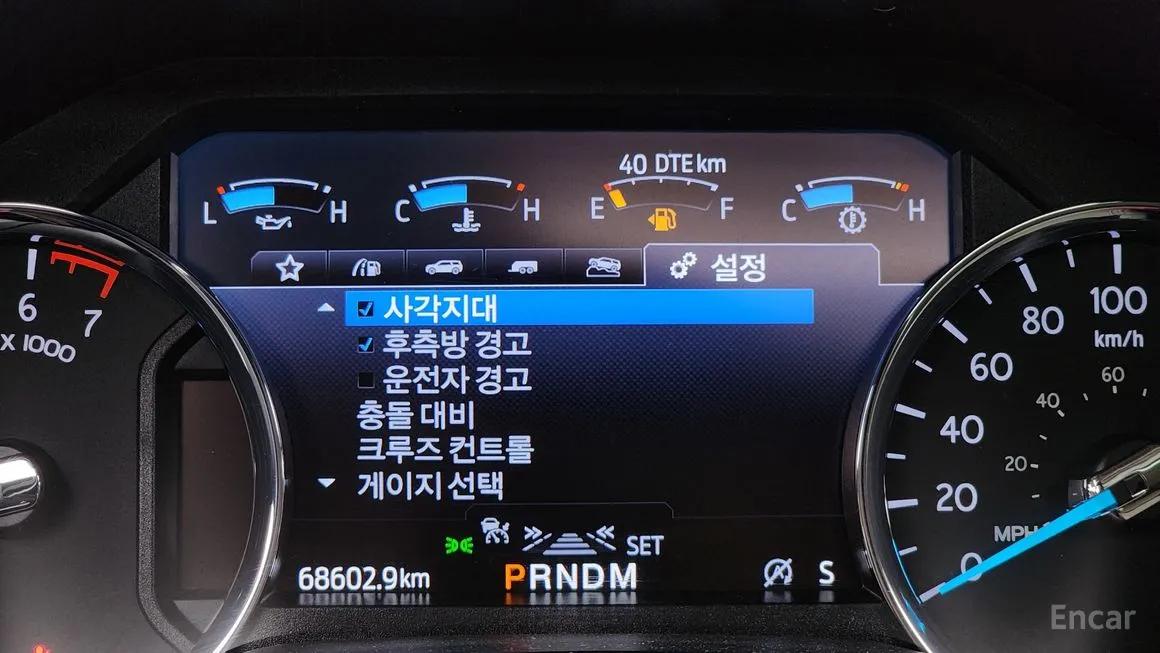 40 DTE km
L H
C H
E F
C H
설정
사각지대
후측방 경고
운전자 경고
충돌 대비
크루즈 컨트롤
게이지 선택
SET
68602.9km
PRNDM
S
6
7
x 1000
0
20
40
60
80
100
km/h
20
40
60
MPH
Encar